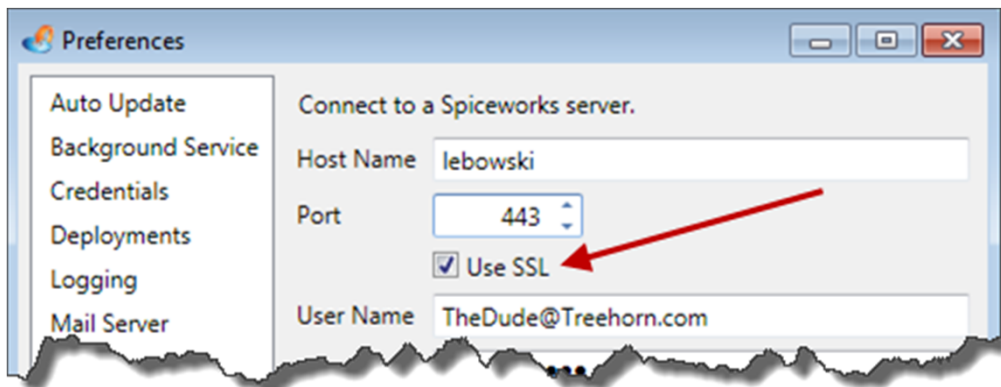 Preferences
Auto Update
Background Service
Credentials
Deployments
Logging
Mail Server
Connect to a Spiceworks server.
Host Name lebowski
Port 443
Use SSL
User Name TheDude@Treehorn.com